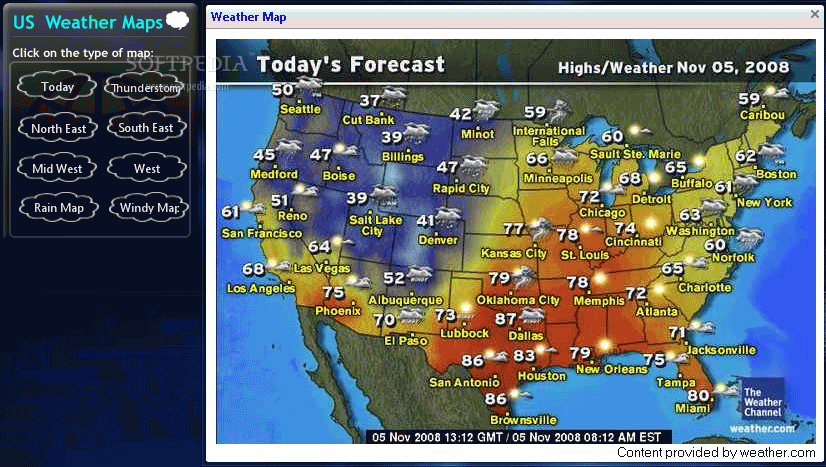 US Weather Maps
Click on the type of map:
Today
Thunderstom
North East
South East
Mid West
West
Rain Map
Windy Map
SOFTPEDIA™
Weather Map
Today's Forecast
Highs/Weather Nov 05, 2008
50
Seattle
37
Cut Bank
42
Minot
59
International
Falls
59
Caribou
60
Sault Ste. Marie
39
Billings
45
Medford
47
Boise
47
Rapid City
66
Minneapolis
68
Detroit
65
Buffalo
62
Boston
61
New York
51
Reno
39
Salt Lake
City
72
Chicago
61
San Francisco
41
Denver
77
Kansas City
78
St. Louis
74
Cincinnati
63
Washington
60
Norfolk
64
Las Vegas
68
Los Angeles
52
Albuquerque
79
Oklahoma City
78
Memphis
65
Charlotte
72
Atlanta
75
Phoenix
70
El Paso
73
Lubbock
87
Dallas
71
Jacksonville
86
San Antonio
83
Houston
79
New Orleans
75
Tampa
80
Miami
86
Brownsville
The
Weather
Channel
weather.com
05 Nov 2008 13:12 GMT / 05 Nov 2008 08:12 AM EST
Content provided by weather.com